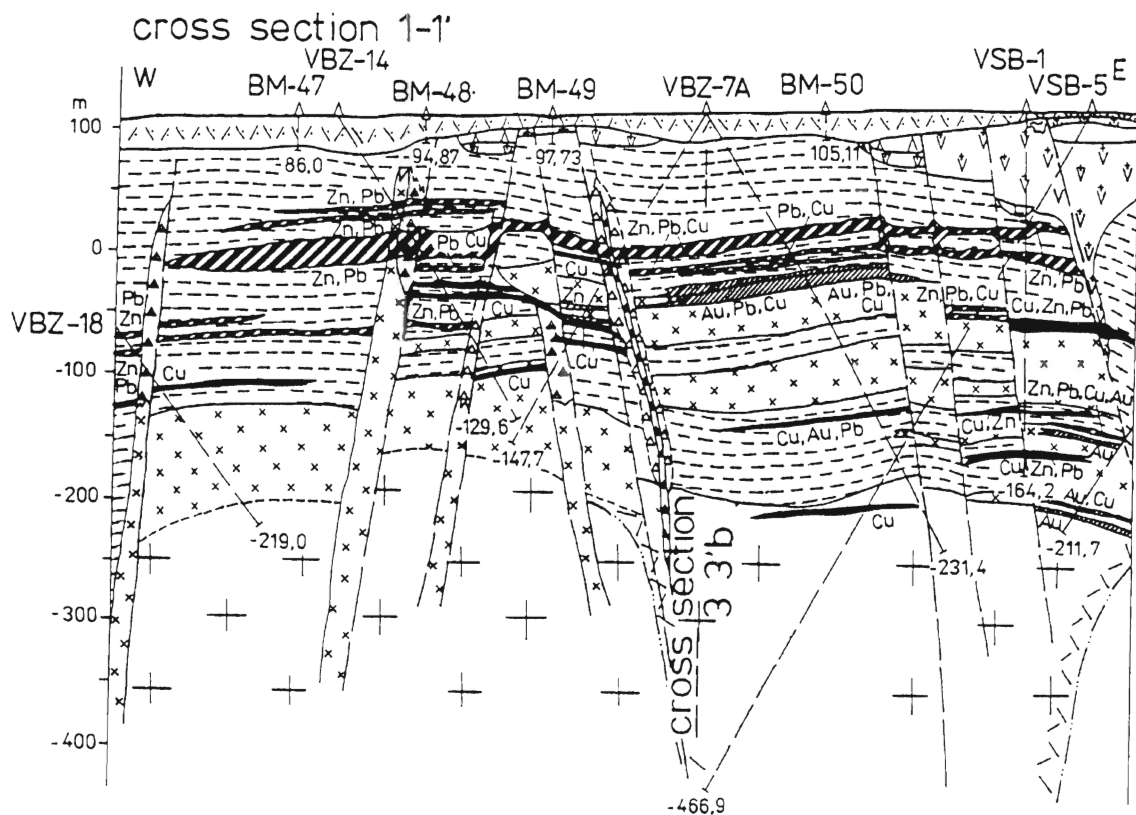 cross section 1-1'
W
VBZ-14
BM-47
BM-48
BM-49
VBZ-7A
BM-50
VSB-1
VSB-5
E
m
100
86,0
-94,87
-97,73
105,11
Zn, Pb
n, Pb
Zn, Pb, Cu
Pb, Cu
0
Pb Cu
Zn, Pb
Cu
Zn
Zn, Pb
Pb
Zn
VBZ-18
Zn, Pb
Cu
Au, Pb, Cu
Au, Pb,
Cu
Zn, Pb, Cu
Cu, Zn, Pb
-100
Zn
Pb
Cu
Cu
Cu
Zn, Pb, Cu, Au
-129,6
-147,7
Cu, Au, Pb
Cu, Zn
Au
Cu, Zn, Pb
-200
-164,2
Au, Cu
-219,0
Cu
Au
-211,7
-231,4
-300
cross section
3 3'b
-400
-466,9